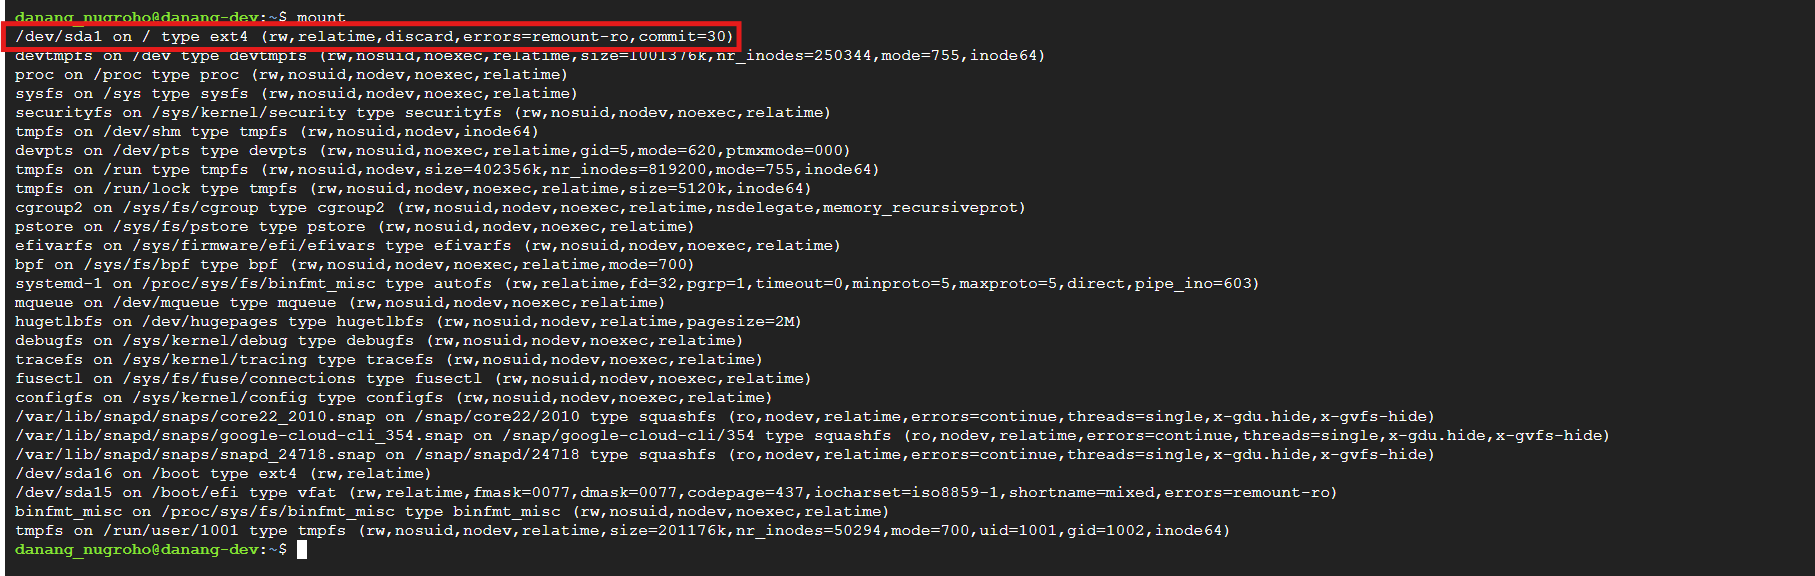 danang_nugroho@danang-dev:~$ mount
/dev/sda1 on / type ext4 (rw,relatime,discard,errors=remount-ro,commit=30)
devtmpfs on /dev type devtmpfs (rw,nosuid,noexec,relatime,size=1001376k,nr_inodes=250344,mode=755,inode64)
proc on /proc type proc (rw,nosuid,nodev,noexec,relatime)
sysfs on /sys type sysfs (rw,nosuid,nodev,noexec,relatime)
securityfs on /sys/kernel/security type securityfs (rw,nosuid,nodev,noexec,relatime)
tmpfs on /dev/shm type tmpfs (rw,nosuid,nodev,inode64)
devpts on /dev/pts type devpts (rw,nosuid,noexec,relatime,gid=5,mode=620,ptmxmode=000)
tmpfs on /run type tmpfs (rw,nosuid,nodev,size=402356k,nr_inodes=819200,mode=755,inode64)
tmpfs on /run/lock type tmpfs (rw,nosuid,nodev,noexec,relatime,size=5120k,inode64)
cgroup2 on /sys/fs/cgroup type cgroup2 (rw,nosuid,nodev,noexec,relatime,nsdelegate,memory_recursiveprot)
pstore on /sys/fs/pstore type pstore (rw,nosuid,nodev,noexec,relatime)
efivarfs on /sys/firmware/efi/efivars type efivarfs (rw,nosuid,nodev,noexec,relatime)
bpf on /sys/fs/bpf type bpf (rw,nosuid,nodev,noexec,relatime,mode=700)
systemd-1 on /proc/sys/fs/binfmt_misc type autofs (rw,relatime,fd=32,pgrp=1,timeout=0,minproto=5,maxproto=5,direct,pipe_ino=603)
mqueue on /dev/mqueue type mqueue (rw,nosuid,nodev,noexec,relatime)
hugetlbfs on /dev/hugepages type hugetlbfs (rw,nosuid,nodev,relatime,pagesize=2M)
debugfs on /sys/kernel/debug type debugfs (rw,nosuid,nodev,noexec,relatime)
tracefs on /sys/kernel/tracing type tracefs (rw,nosuid,nodev,noexec,relatime)
fusectl on /sys/fs/fuse/connections type fusectl (rw,nosuid,nodev,noexec,relatime)
configfs on /sys/kernel/config type configfs (rw,nosuid,nodev,noexec,relatime)
/var/lib/snapd/snaps/core22_2010.snap on /snap/core22/2010 type squashfs (ro,nodev,relatime,errors=continue,threads=single,x-gdu.hide,x-gvfs-hide)
/var/lib/snapd/snaps/google-cloud-cli_354.snap on /snap/google-cloud-cli/354 type squashfs (ro,nodev,relatime,errors=continue,threads=single,x-gdu.hide,x-gvfs-hide)
/var/lib/snapd/snaps/snapd_24718.snap on /snap/snapd/24718 type squashfs (ro,nodev,relatime,errors=continue,threads=single,x-gdu.hide,x-gvfs-hide)
/dev/sda16 on /boot type ext4 (rw,relatime)
/dev/sda15 on /boot/efi type vfat (rw,relatime,fmask=0077,dmask=0077,codepage=437,iocharset=iso8859-1,shortname=mixed,errors=remount-ro)
binfmt_misc on /proc/sys/fs/binfmt_misc type binfmt_misc (rw,nosuid,nodev,noexec,relatime)
tmpfs on /run/user/1001 type tmpfs (rw,nosuid,nodev,relatime,size=201176k,nr_inodes=50294,mode=700,uid=1001,gid=1002,inode64)
danang_nugroho@danang-dev:~$